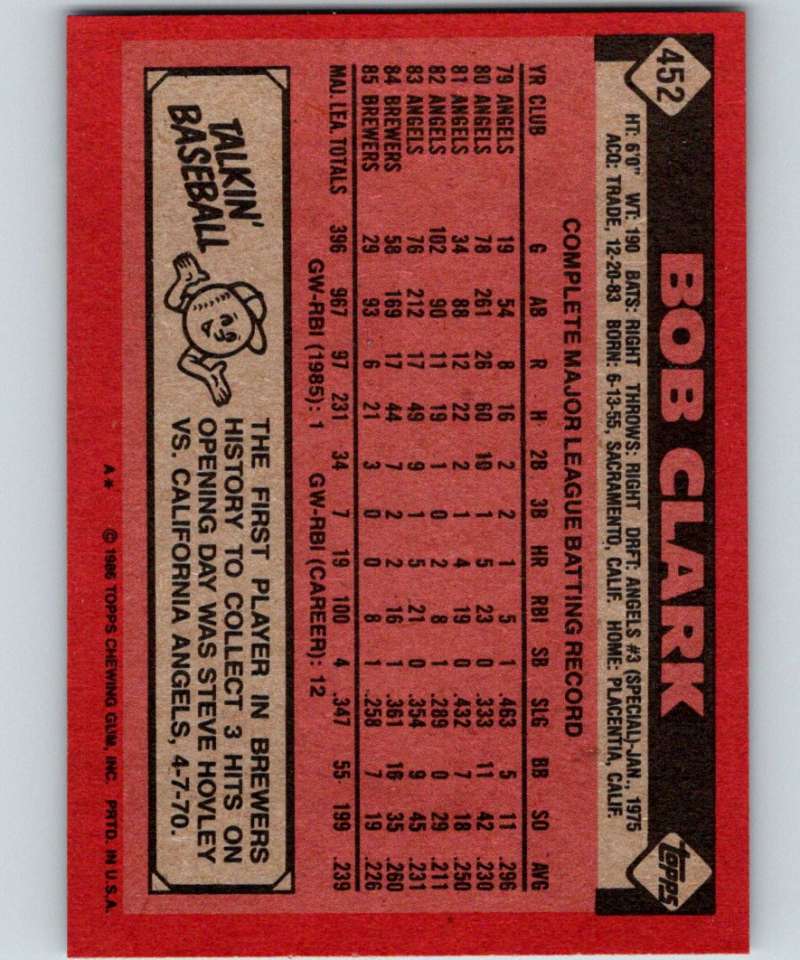 452
BOB CLARK
topps
HT: 6'0" WT: 190 BATS: RIGHT THROWS: RIGHT DRFT: ANGELS #3 (SPECIAL)-JAN., 1975
ACQ: TRADE, 12-20-83 BORN: 6-13-55, SACRAMENTO, CALIF. HOME: PLACENTIA, CALIF.
COMPLETE MAJOR LEAGUE BATTING RECORD
YR CLUB G AB R H 2B 3B HR RBI SB SLG BB SO AVG
79 ANGELS 19 54 8 16 2 2 1 5 1 .463 5 11 .296
80 ANGELS 78 261 26 60 10 1 5 23 0 .333 11 42 .230
81 ANGELS 34 88 12 22 2 1 4 19 0 .432 7 18 .250
82 ANGELS 102 90 11 19 1 0 2 8 1 .289 0 29 .211
83 ANGELS 76 212 17 49 9 1 5 21 0 .354 9 45 .231
84 BREWERS 58 169 17 44 7 2 2 16 1 .361 16 35 .260
85 BREWERS 29 93 6 21 3 0 0 8 1 .258 7 19 .226
MAJ. LEA. TOTALS 396 967 97 231 34 7 19 100 4 .347 55 199 .239
GW-RBI (1985): 1 GW-RBI (CAREER): 12
TALKIN'
BASEBALL
THE FIRST PLAYER IN BREWERS
HISTORY TO COLLECT 3 HITS ON
OPENING DAY WAS STEVE HOVLEY
VS. CALIFORNIA ANGELS, 4-7-70.
A* © 1986 TOPPS CHEWING GUM, INC. PRTD. IN U.S.A.